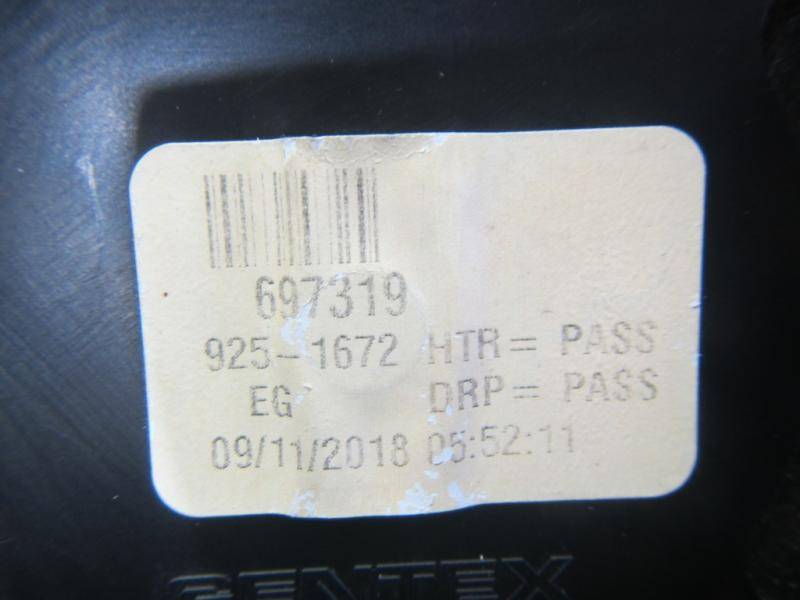 697319
925-1672 HTR= PASS
EG DRP= PASS
09/11/2018 05:52:11
GENTEX